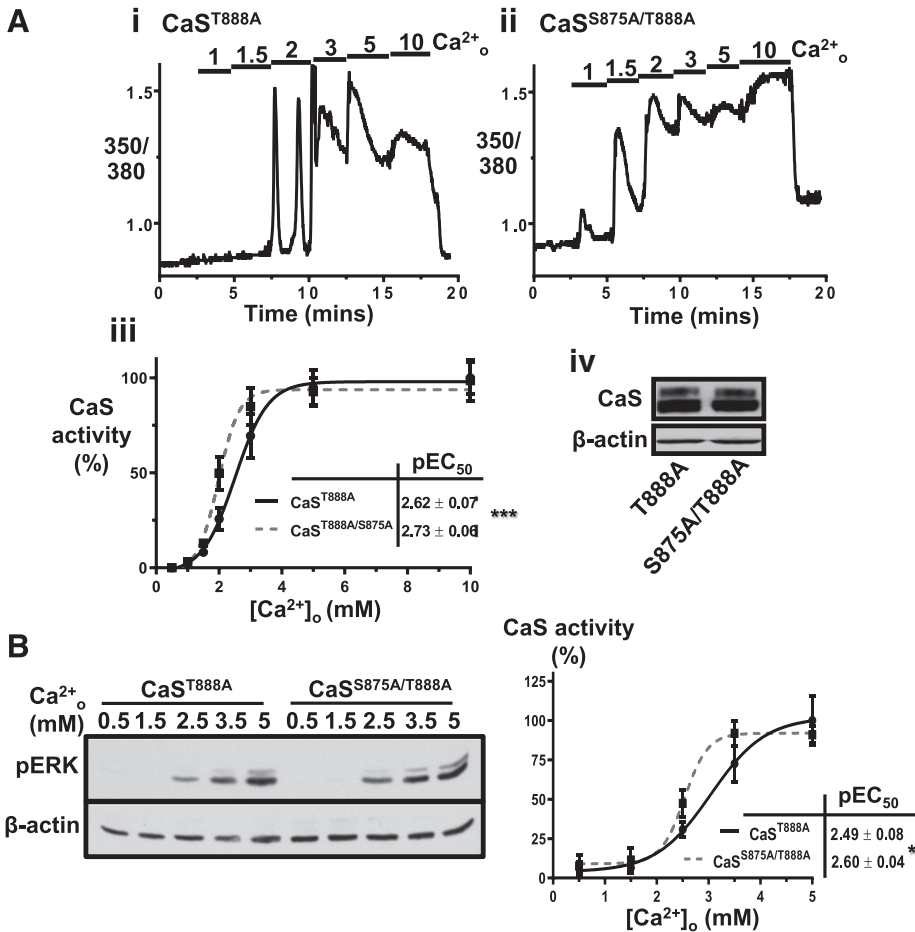 A
i CaS^T888A
1 1.5 2 3 5 10 Ca²⁺ₒ
1.5
350/
380
1.0
0 5 10 15 20
Time (mins)
ii CaS^S875A/T888A
1 1.5 2 3 5 10 Ca²⁺ₒ
1.5
350/
380
1.0
0 5 10 15 20
Time (mins)
iii
CaS
activity
(%)
100
50
0
0 2 4 6 8 10
[Ca²⁺]ₒ (mM)
pEC₅₀
CaS^T888A 2.62 ± 0.07
CaS^T888A/S875A 2.73 ± 0.06
***
iv
CaS
β-actin
T888A
S875A/T888A
B
CaS^T888A CaS^S875A/T888A
Ca²⁺ₒ
(mM)
0.5 1.5 2.5 3.5 5 0.5 1.5 2.5 3.5 5
pERK
β-actin
CaS activity
(%)
125
100
75
50
25
0
0 1 2 3 4 5
[Ca²⁺]ₒ (mM)
pEC₅₀
CaS^T888A 2.49 ± 0.08
CaS^S875A/T888A 2.60 ± 0.04
*